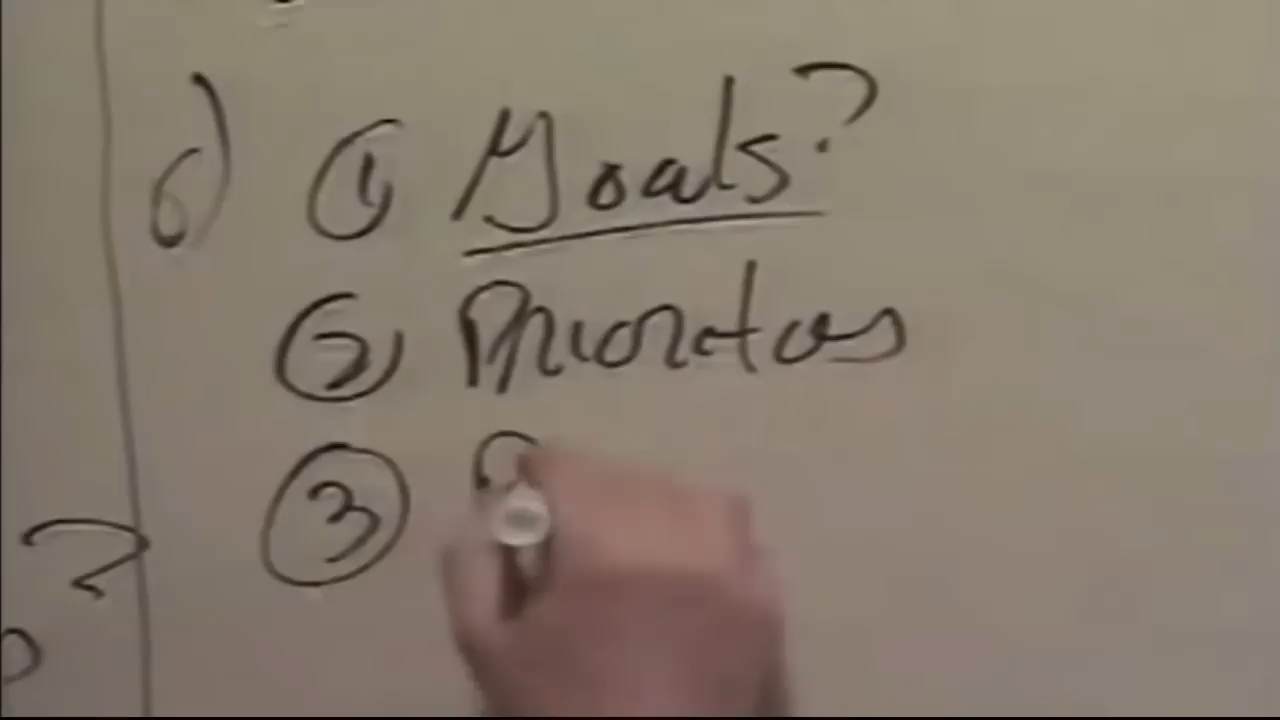 6) ① Goals?
② Priorities
③
?